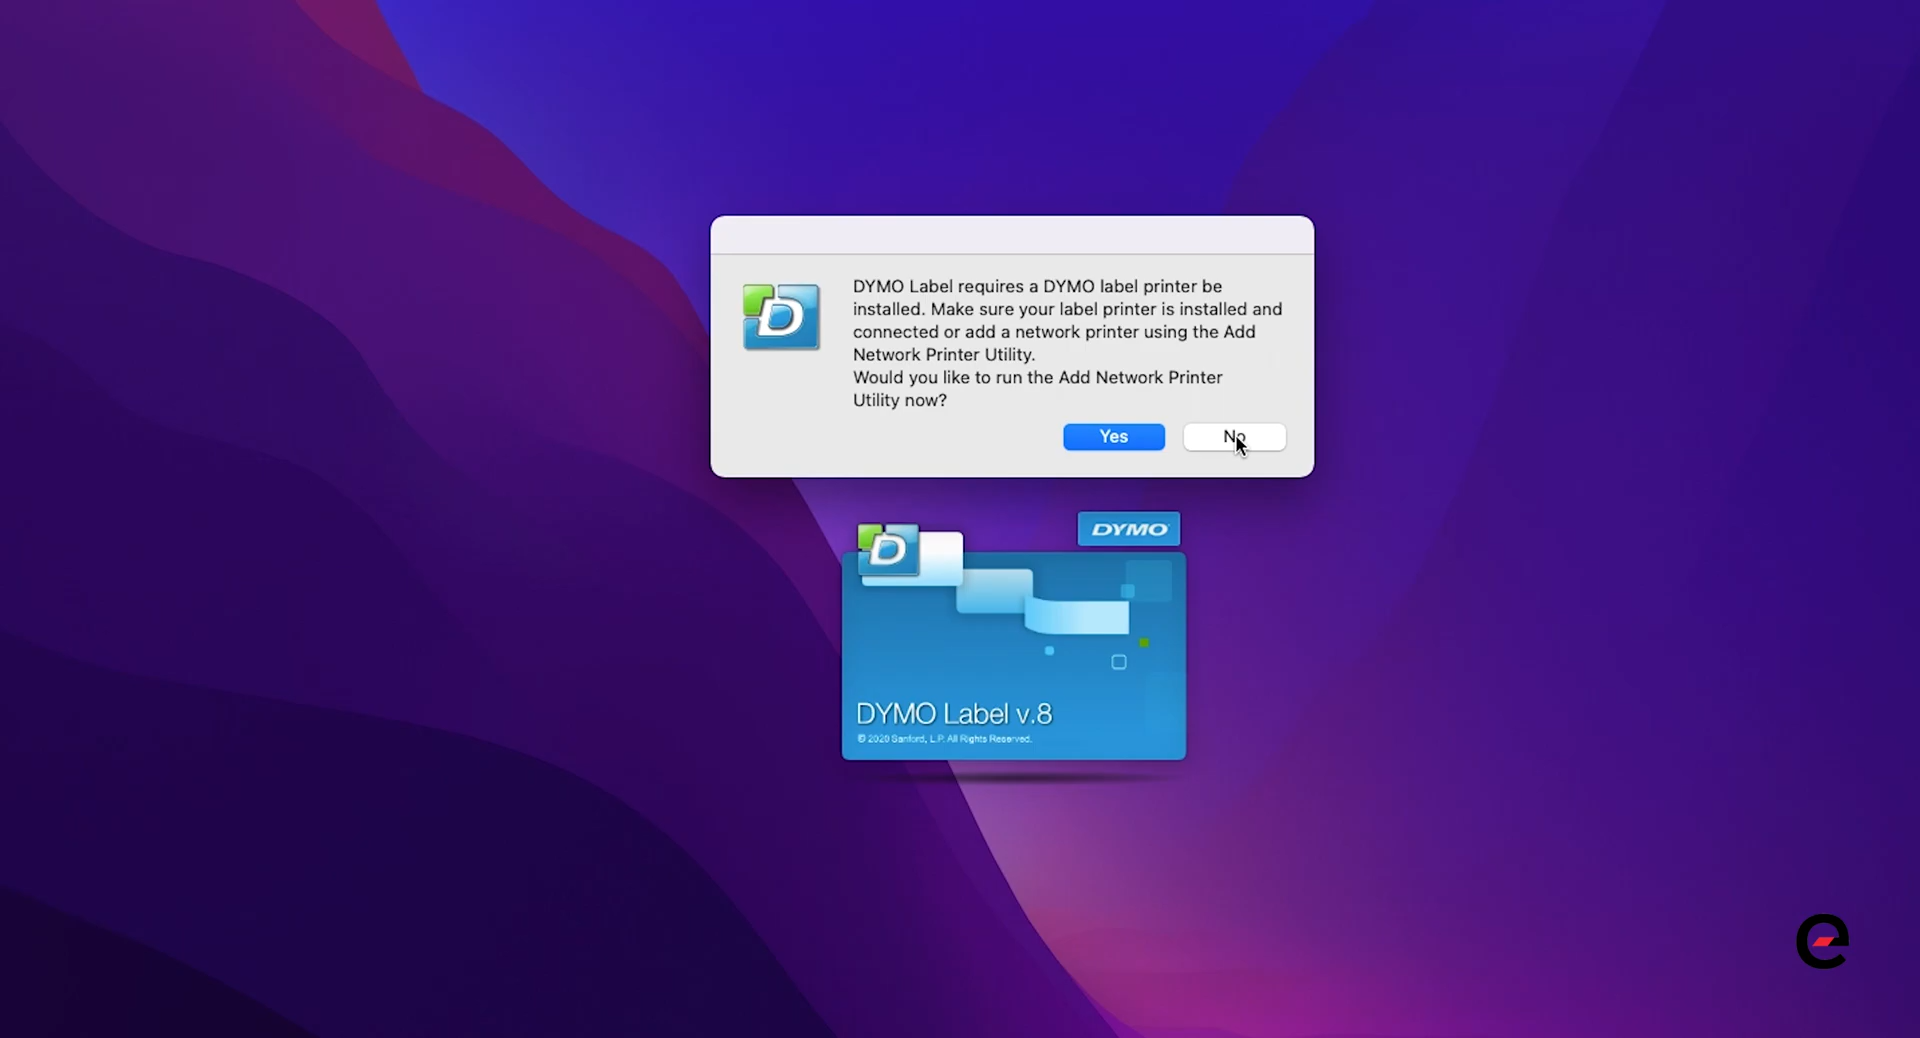 DYMO Label requires a DYMO label printer be
installed. Make sure your label printer is installed and
connected or add a network printer using the Add
Network Printer Utility.
Would you like to run the Add Network Printer
Utility now?
Yes
No
DYMO
D
DYMO Label v.8
© 2020 Sanford, L.P. All Rights Reserved.
e